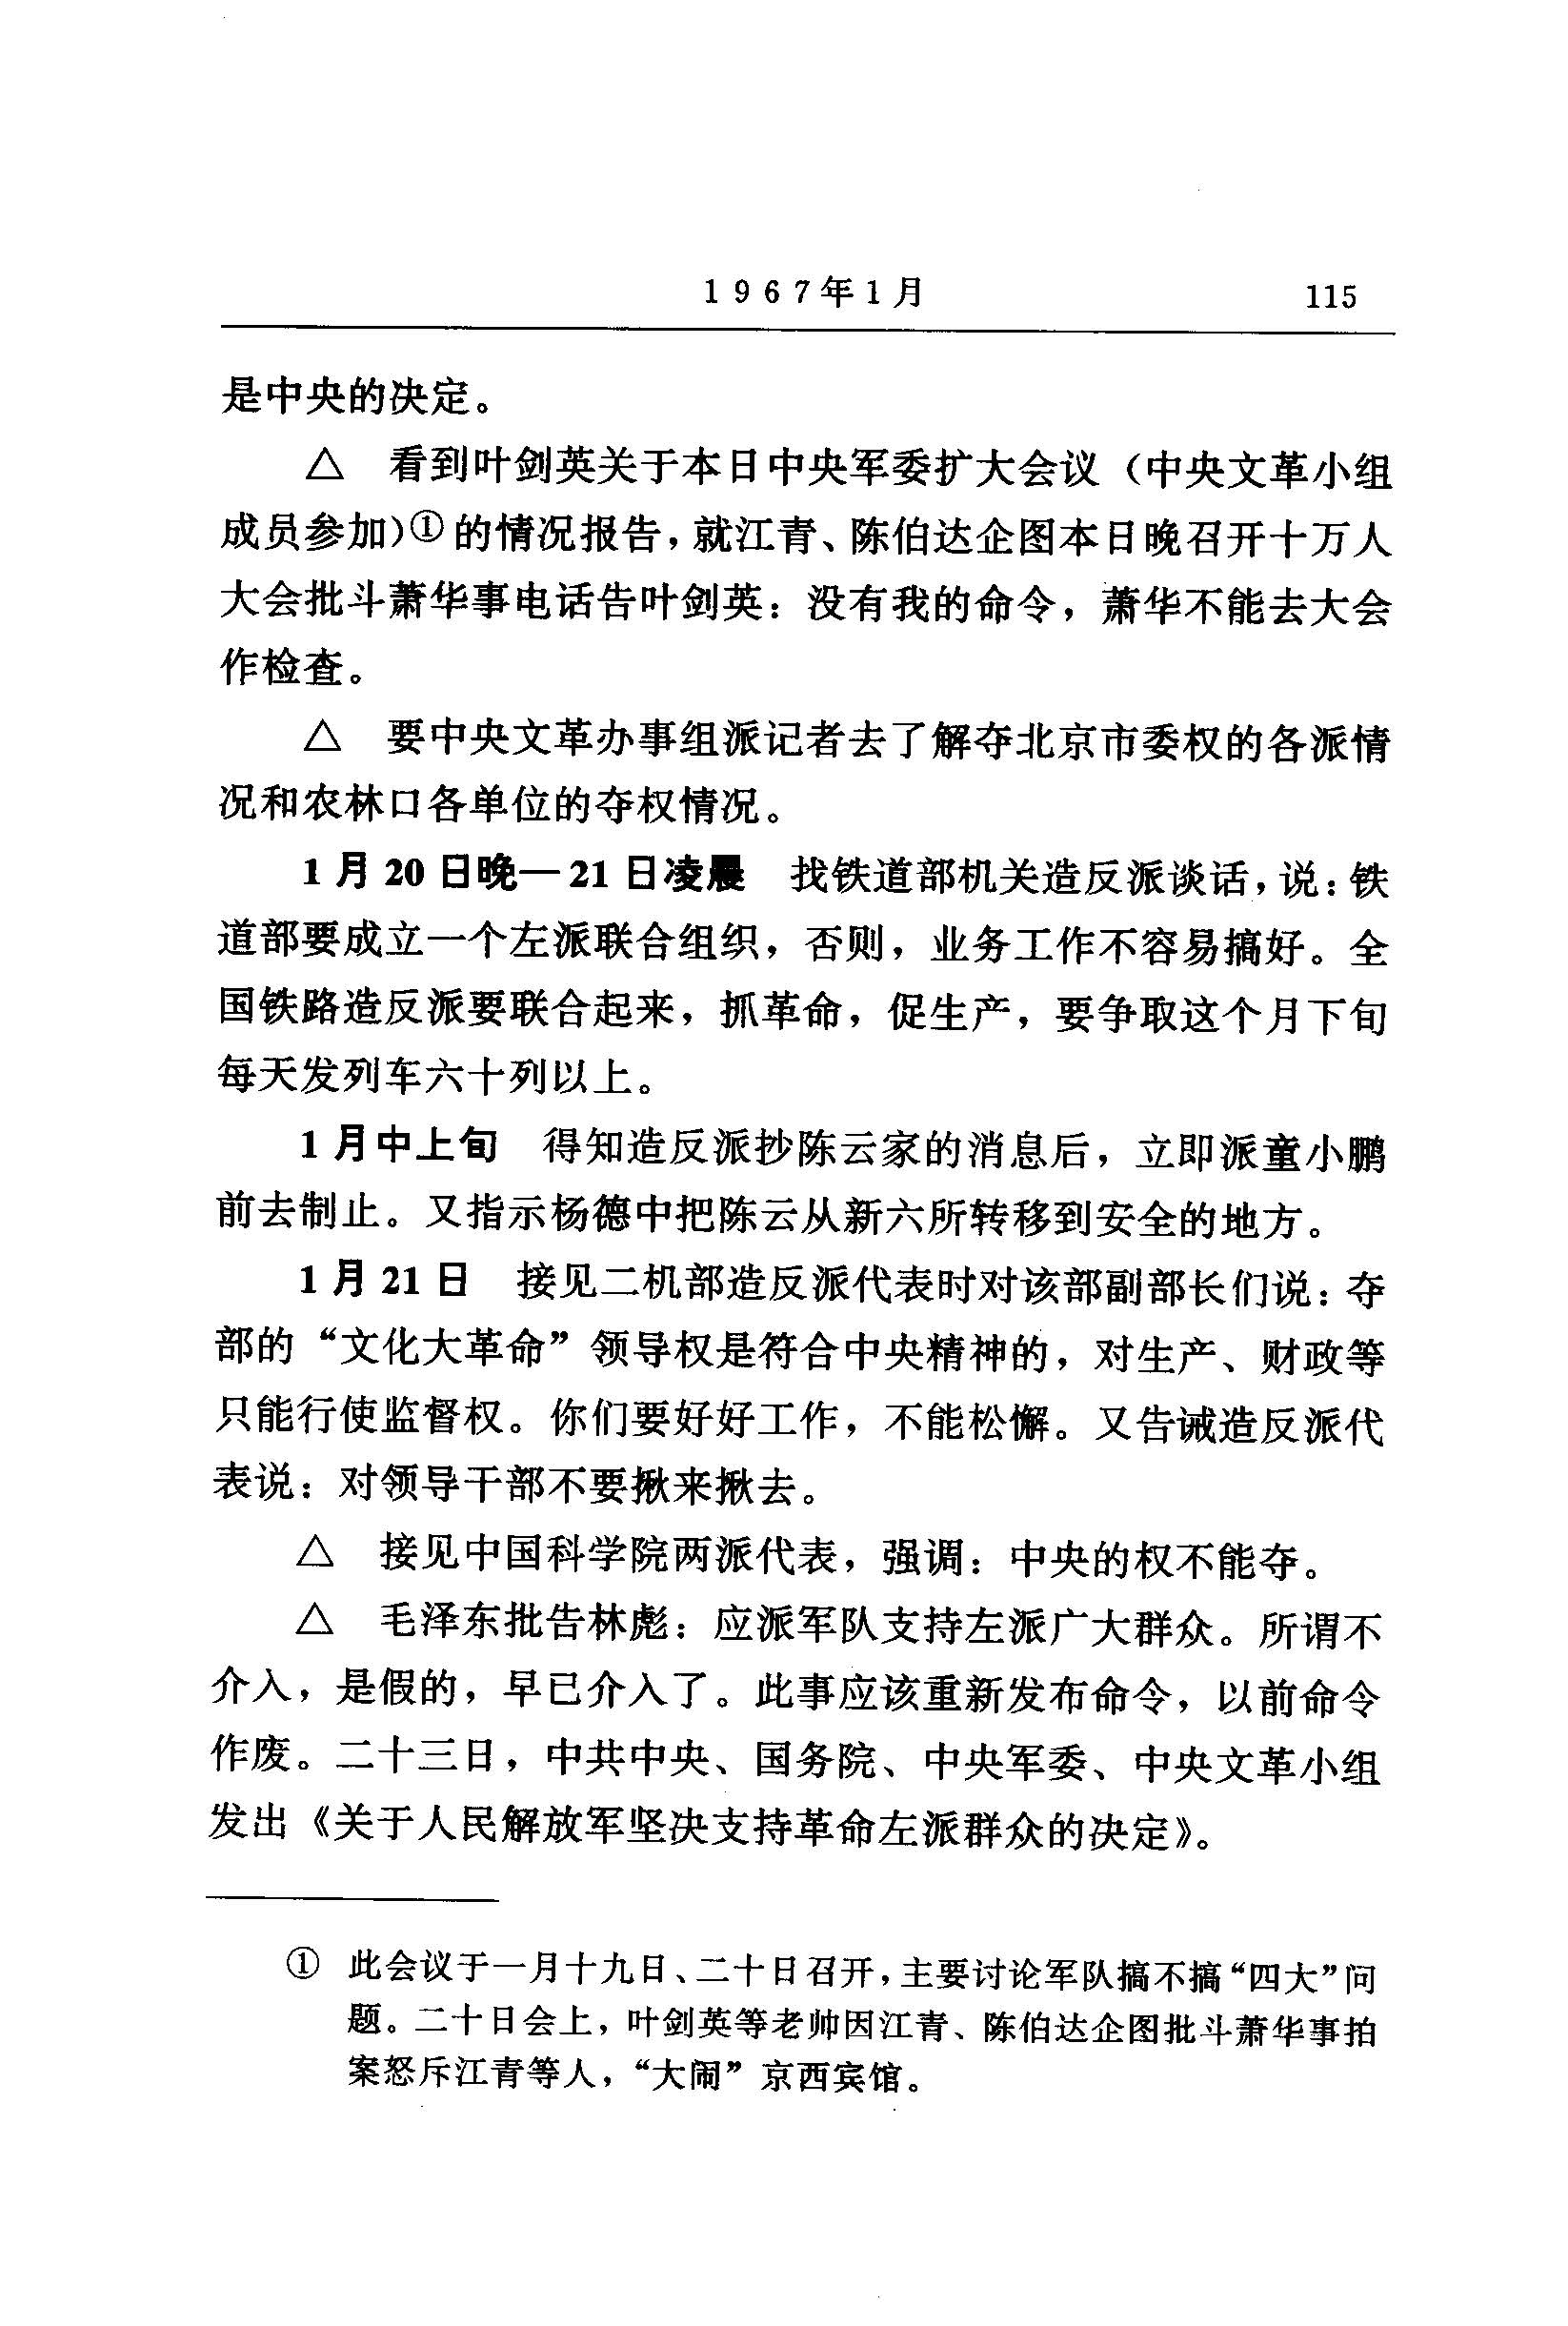 1967年1月 115
是中央的决定。
△ 看到叶剑英关于本日中央军委扩大会议（中央文革小组
成员参加）①的情况报告，就江青、陈伯达企图本日晚召开十万人
大会批斗萧华事电话告叶剑英：没有我的命令，萧华不能去大会
作检查。
△ 要中央文革办事组派记者去了解夺北京市委权的各派情
况和农林口各单位的夺权情况。
1月20日晚—21日凌晨 找铁道部机关造反派谈话，说：铁
道部要成立一个左派联合组织，否则，业务工作不容易搞好。全
国铁路造反派要联合起来，抓革命，促生产，要争取这个月下旬
每天发列车六十列以上。
1月中上旬 得知造反派抄陈云家的消息后，立即派童小鹏
前去制止。又指示杨德中把陈云从新六所转移到安全的地方。
1月21日 接见二机部造反派代表时对该部副部长们说：夺
部的“文化大革命”领导权是符合中央精神的，对生产、财政等
只能行使监督权。你们要好好工作，不能松懈。又告诫造反派代
表说：对领导干部不要揪来揪去。
△ 接见中国科学院两派代表，强调：中央的权不能夺。
△ 毛泽东批告林彪：应派军队支持左派广大群众。所谓不
介入，是假的，早已介入了。此事应该重新发布命令，以前命令
作废。二十三日，中共中央、国务院、中央军委、中央文革小组
发出《关于人民解放军坚决支持革命左派群众的决定》。
① 此会议于一月十九日、二十日召开，主要讨论军队搞不搞“四大”问
题。二十日会上，叶剑英等老帅因江青、陈伯达企图批斗萧华事拍
案怒斥江青等人，“大闹”京西宾馆。